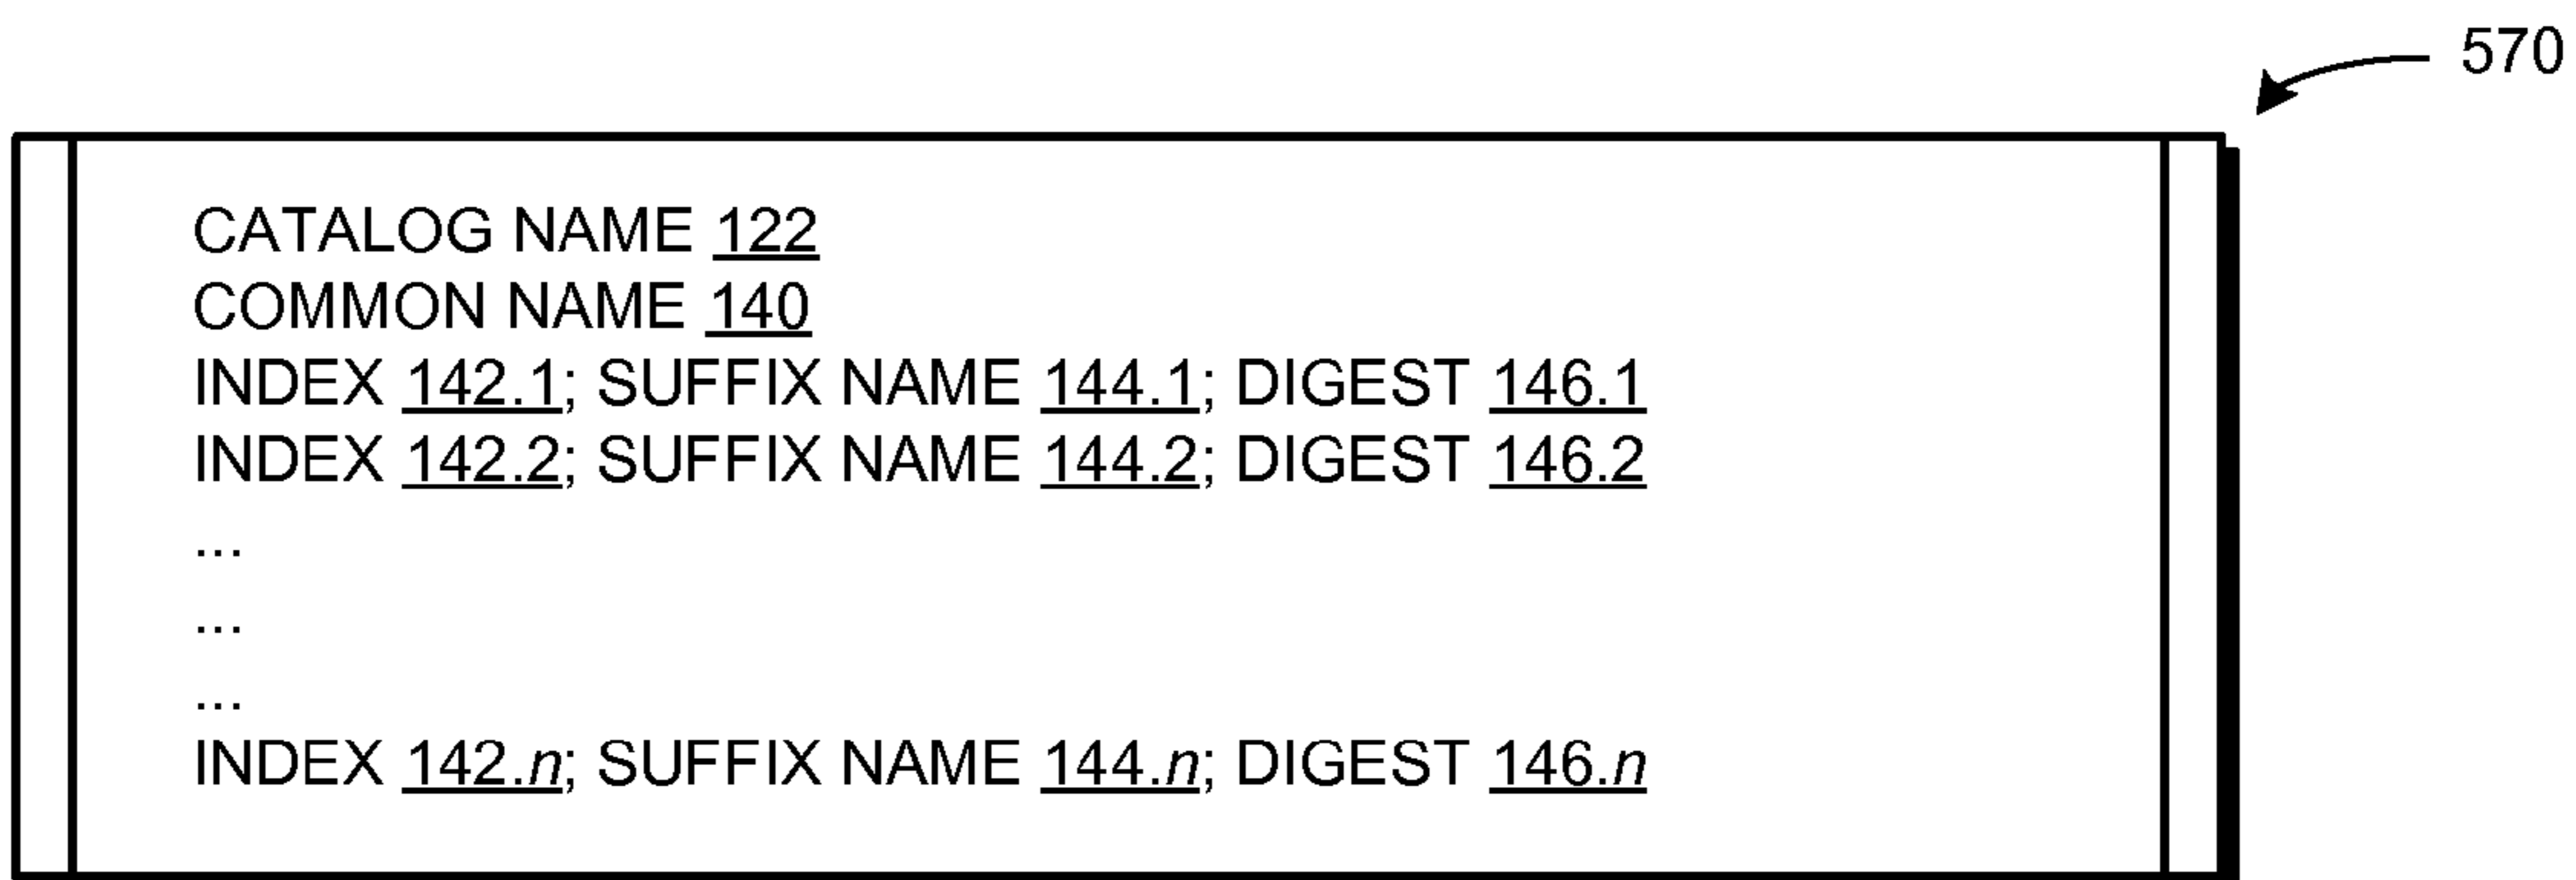 570
CATALOG NAME 122
COMMON NAME 140
INDEX 142.1; SUFFIX NAME 144.1; DIGEST 146.1
INDEX 142.2; SUFFIX NAME 144.2; DIGEST 146.2
...
...
...
INDEX 142.n; SUFFIX NAME 144.n; DIGEST 146.n